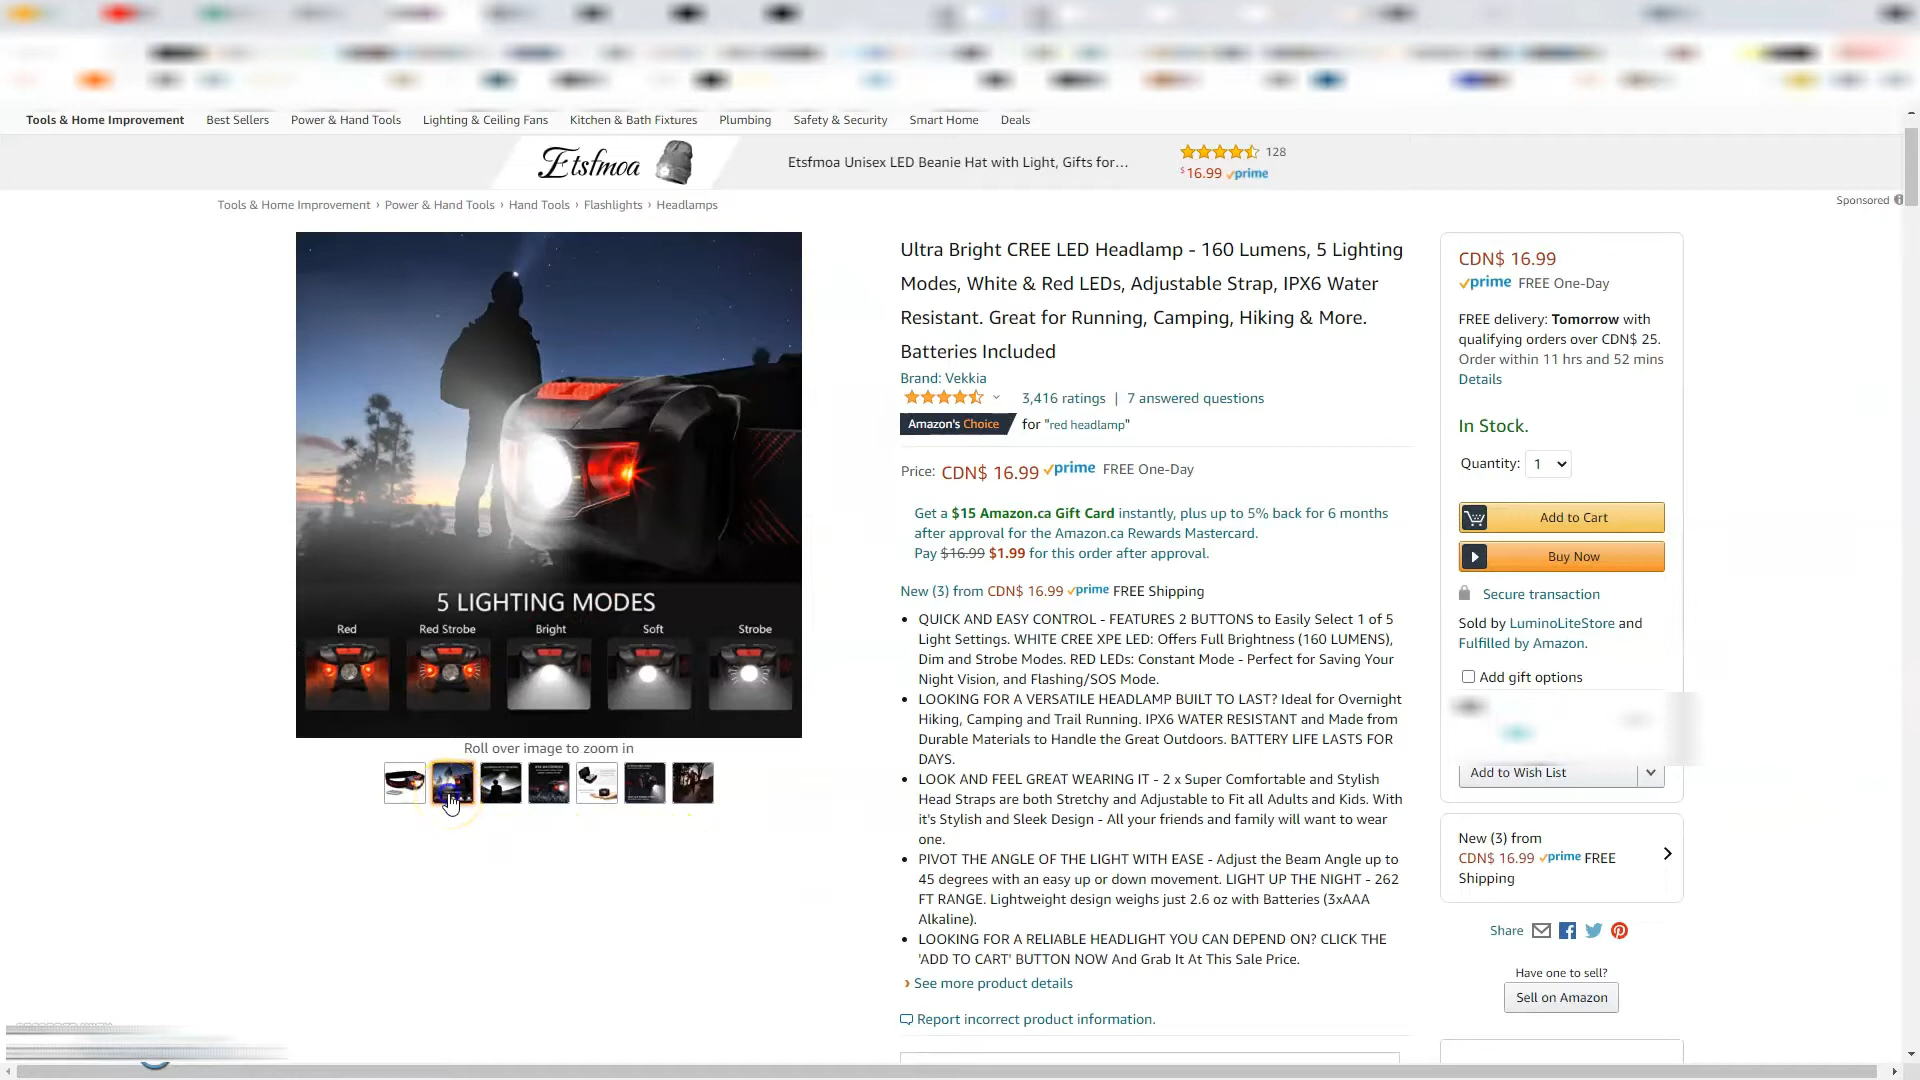 Tools & Home Improvement Best Sellers Power & Hand Tools Lighting & Ceiling Fans Kitchen & Bath Fixtures Plumbing Safety & Security Smart Home Deals
Etsfmoa
Etsfmoa Unisex LED Beanie Hat with Light, Gifts for...
128
$16.99 prime
Sponsored
Tools & Home Improvement › Power & Hand Tools › Hand Tools › Flashlights › Headlamps
5 LIGHTING MODES
Red Red Strobe Bright Soft Strobe
Roll over image to zoom in
Ultra Bright CREE LED Headlamp - 160 Lumens, 5 Lighting
Modes, White & Red LEDs, Adjustable Strap, IPX6 Water
Resistant. Great for Running, Camping, Hiking & More.
Batteries Included
Brand: Vekkia
3,416 ratings | 7 answered questions
Amazon's Choice for "red headlamp"
Price: CDN$ 16.99 prime FREE One-Day
Get a $15 Amazon.ca Gift Card instantly, plus up to 5% back for 6 months
after approval for the Amazon.ca Rewards Mastercard.
Pay $16.99 $1.99 for this order after approval.
New (3) from CDN$ 16.99 prime FREE Shipping
• QUICK AND EASY CONTROL - FEATURES 2 BUTTONS to Easily Select 1 of 5
Light Settings. WHITE CREE XPE LED: Offers Full Brightness (160 LUMENS),
Dim and Strobe Modes. RED LEDs: Constant Mode - Perfect for Saving Your
Night Vision, and Flashing/SOS Mode.
• LOOKING FOR A VERSATILE HEADLAMP BUILT TO LAST? Ideal for Overnight
Hiking, Camping and Trail Running. IPX6 WATER RESISTANT and Made from
Durable Materials to Handle the Great Outdoors. BATTERY LIFE LASTS FOR
DAYS.
• LOOK AND FEEL GREAT WEARING IT - 2 x Super Comfortable and Stylish
Head Straps are both Stretchy and Adjustable to Fit all Adults and Kids. With
it's Stylish and Sleek Design - All your friends and family will want to wear
one.
• PIVOT THE ANGLE OF THE LIGHT WITH EASE - Adjust the Beam Angle up to
45 degrees with an easy up or down movement. LIGHT UP THE NIGHT - 262
FT RANGE. Lightweight design weighs just 2.6 oz with Batteries (3xAAA
Alkaline).
• LOOKING FOR A RELIABLE HEADLIGHT YOU CAN DEPEND ON? CLICK THE
'ADD TO CART' BUTTON NOW And Grab It At This Sale Price.
› See more product details
Report incorrect product information.
CDN$ 16.99
prime FREE One-Day
FREE delivery: Tomorrow with
qualifying orders over CDN$ 25.
Order within 11 hrs and 52 mins
Details
In Stock.
Quantity: 1
Add to Cart
Buy Now
Secure transaction
Sold by LuminoLiteStore and
Fulfilled by Amazon.
Add gift options
Add to Wish List
New (3) from
CDN$ 16.99 prime FREE
Shipping
Share
Have one to sell?
Sell on Amazon